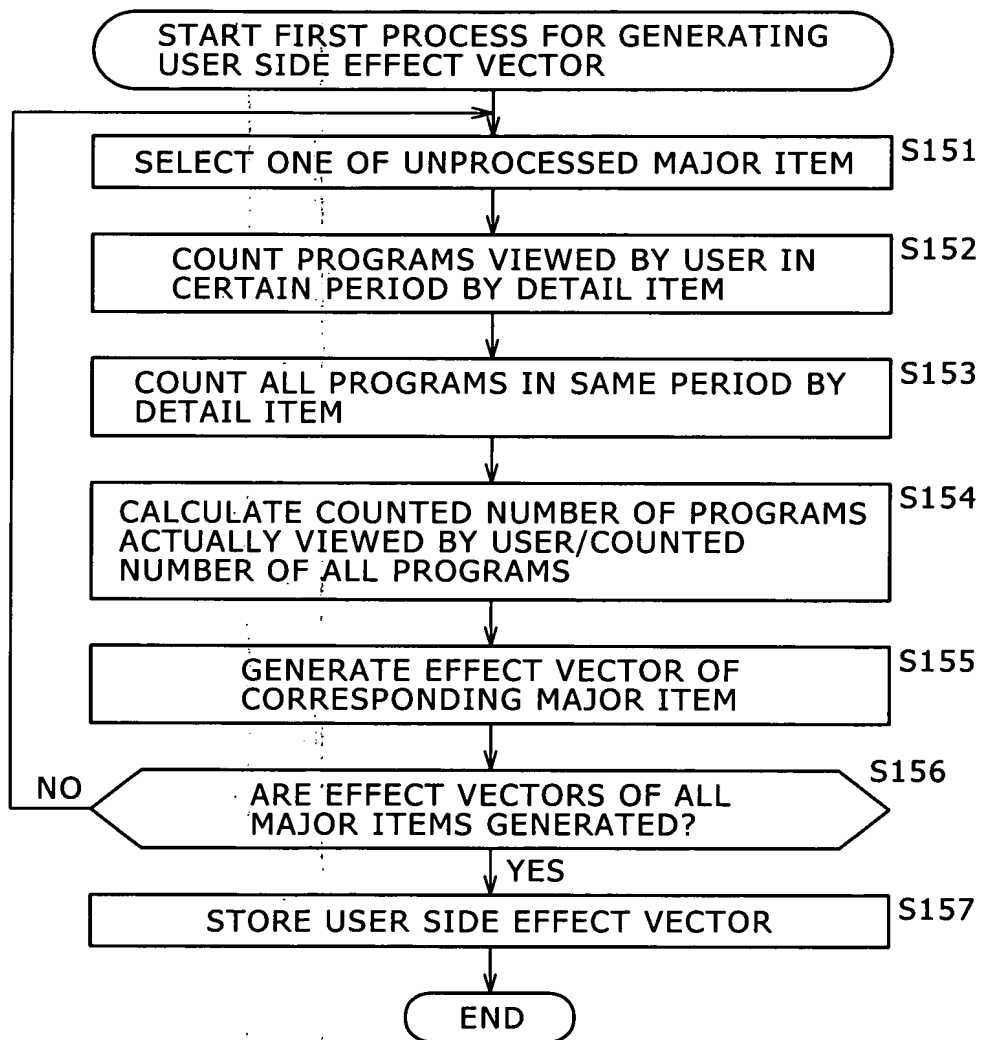 START FIRST PROCESS FOR GENERATING
USER SIDE EFFECT VECTOR
SELECT ONE OF UNPROCESSED MAJOR ITEM
S151
COUNT PROGRAMS VIEWED BY USER IN
CERTAIN PERIOD BY DETAIL ITEM
S152
COUNT ALL PROGRAMS IN SAME PERIOD BY
DETAIL ITEM
S153
CALCULATE COUNTED NUMBER OF PROGRAMS
ACTUALLY VIEWED BY USER/COUNTED
NUMBER OF ALL PROGRAMS
S154
GENERATE EFFECT VECTOR OF
CORRESPONDING MAJOR ITEM
S155
ARE EFFECT VECTORS OF ALL
MAJOR ITEMS GENERATED?
S156
NO
YES
STORE USER SIDE EFFECT VECTOR
S157
END